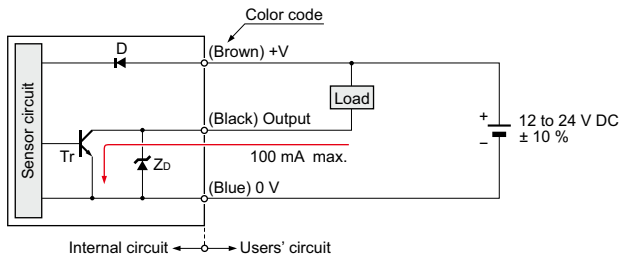 Color code
D
(Brown) +V
Sensor circuit
Load
(Black) Output
+
12 to 24 V DC
± 10 %
−
Tr
100 mA max.
ZD
(Blue) 0 V
Internal circuit
Users' circuit